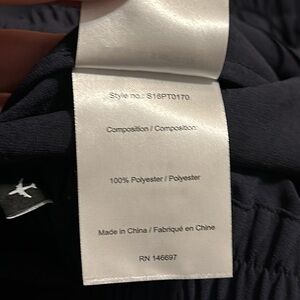 Style no.: S16PT0170
Composition / Composition:
100% Polyester / Polyester
Made in China / Fabriqué en Chine
RN 146697